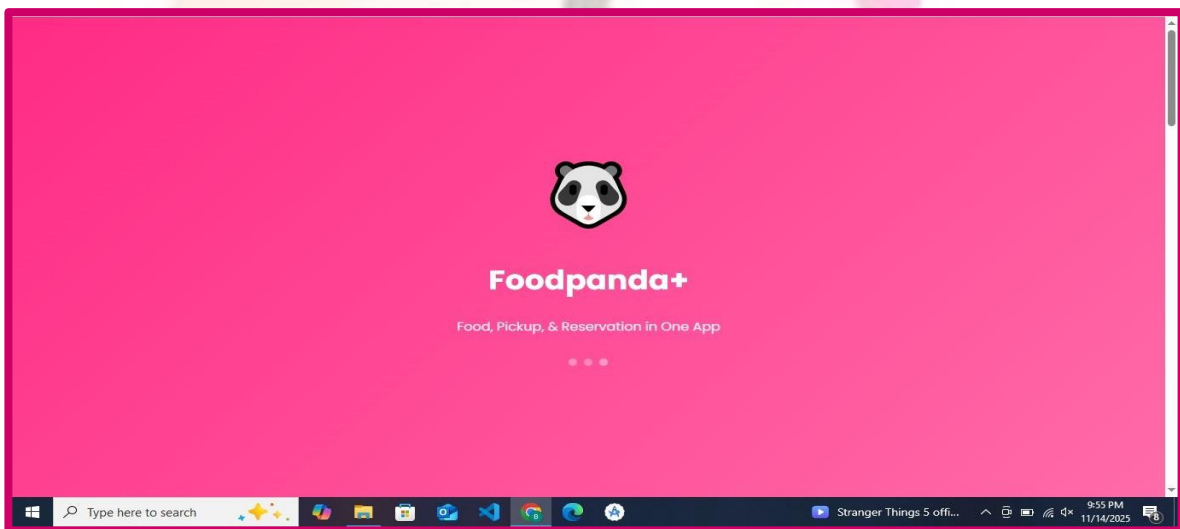 Foodpanda+
Food, Pickup, & Reservation in One App
Type here to search
Stranger Things 5 offi...
9:55 PM
11/14/2025